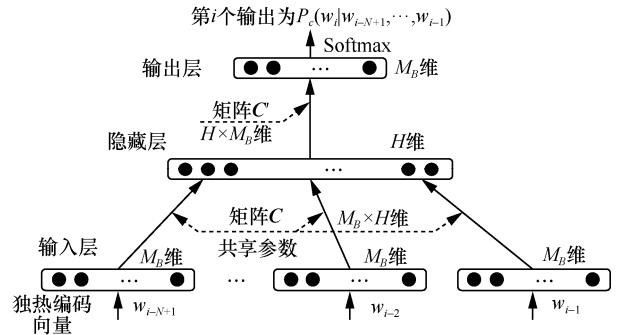 第i个输出为P_c(w_i|w_{i-N+1},…,w_{i-1})
Softmax
输出层
… M_B维
矩阵C'
H×M_B维
隐藏层
H维
…
矩阵C
M_B×H维
共享参数
输入层
M_B维
M_B维
M_B维
… … … …
独热编码
向量
w_{i-N+1}
w_{i-2}
w_{i-1}